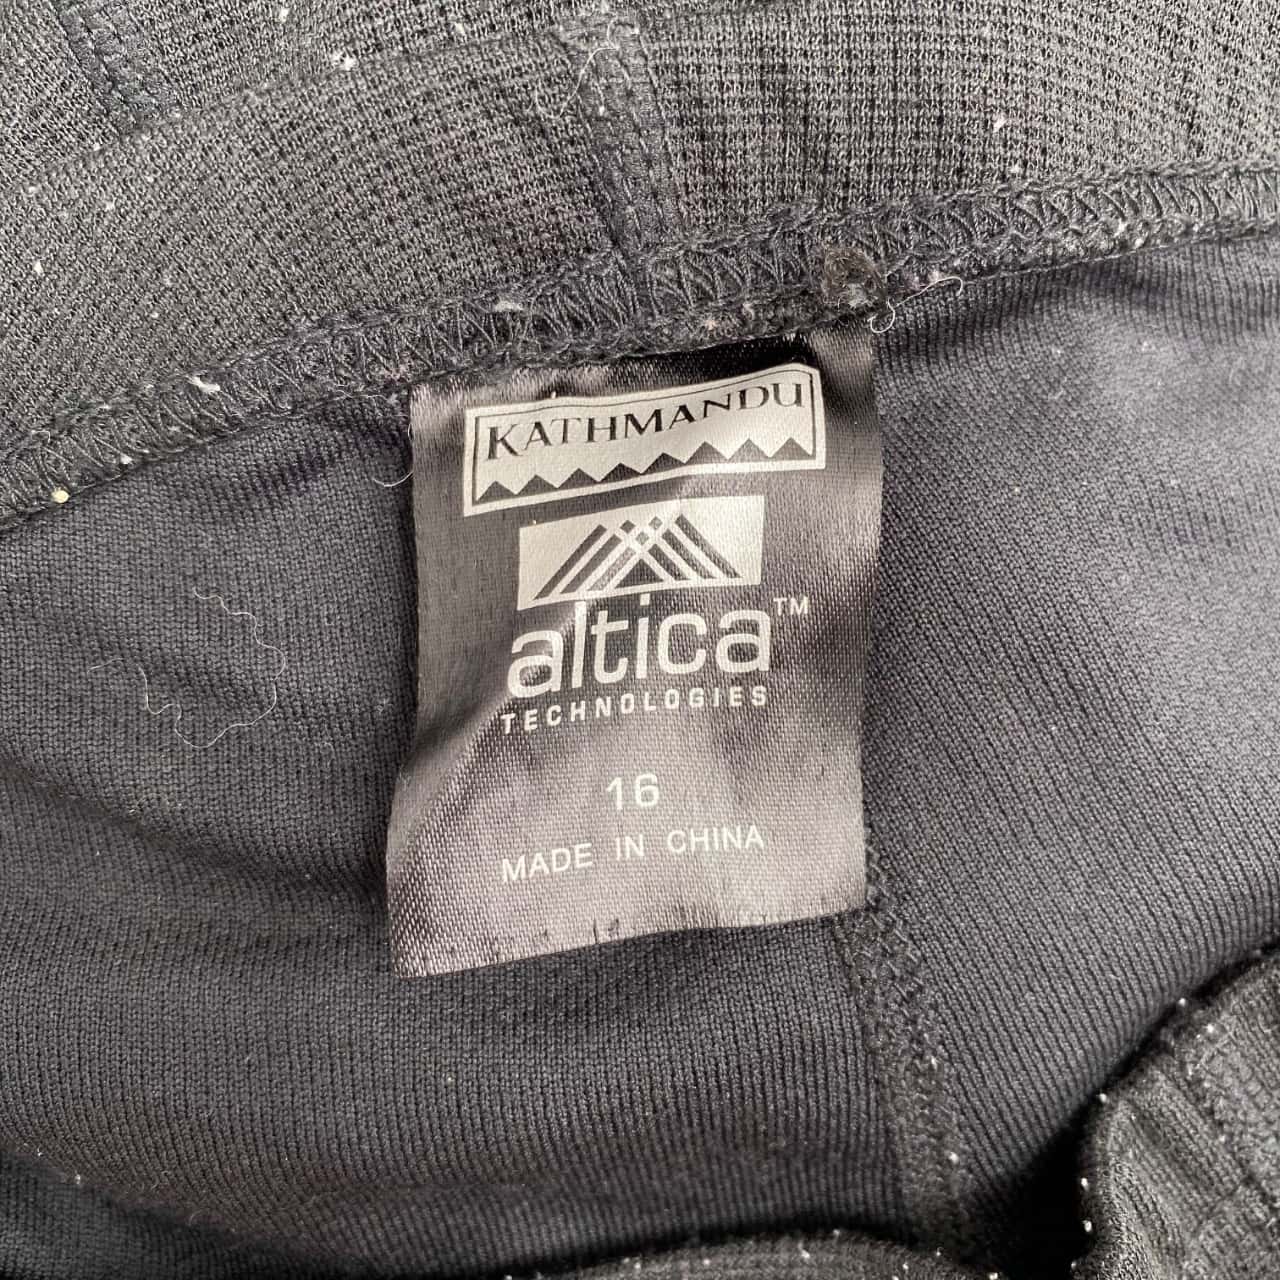 KATHMANDU
altica™
TECHNOLOGIES
16
MADE IN CHINA